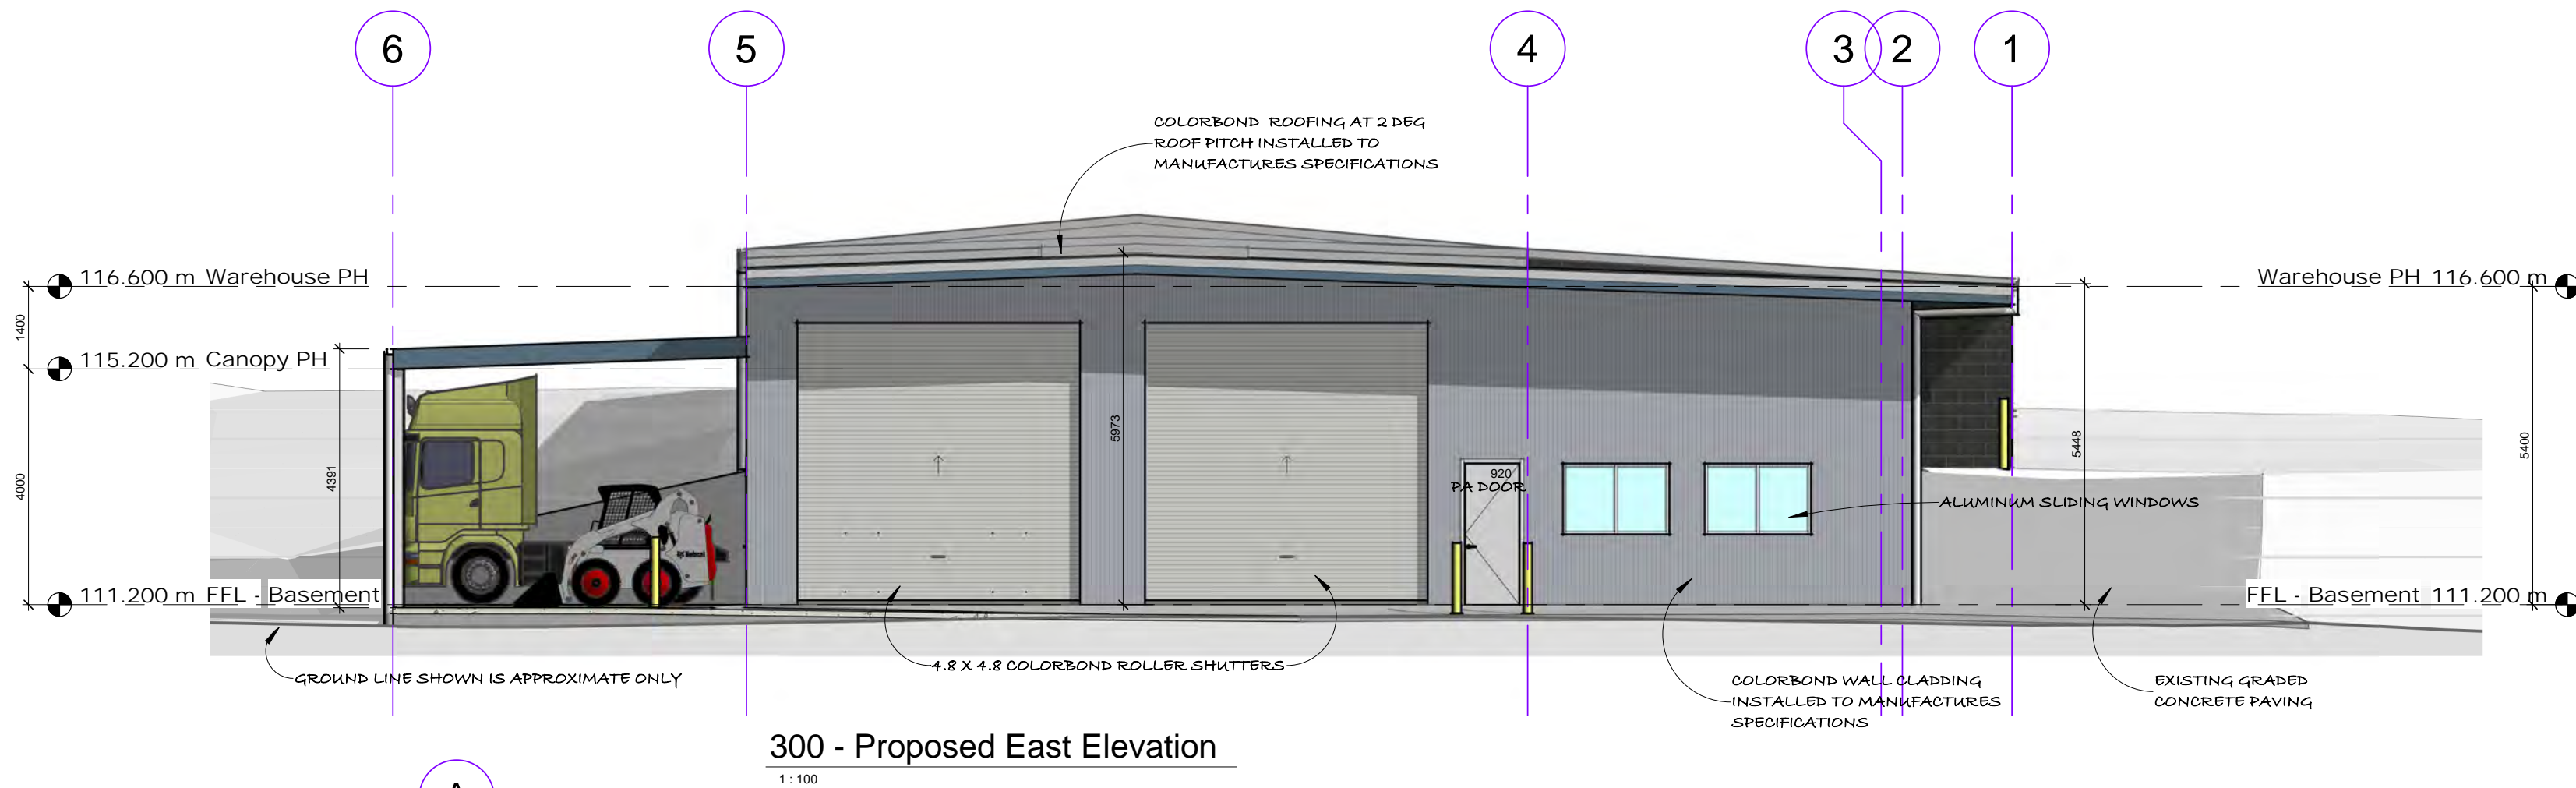 6
5
4
3
2
1
COLORBOND ROOFING AT 2 DEG
ROOF PITCH INSTALLED TO
MANUFACTURES SPECIFICATIONS
116.600 m Warehouse PH
Warehouse PH 116.600 m
1400
115.200 m Canopy PH
4000
4391
5973
5448
5400
920
PA DOOR
ALUMINUM SLIDING WINDOWS
Bobcat
111.200 m FFL - Basement
FFL - Basement 111.200 m
GROUND LINE SHOWN IS APPROXIMATE ONLY
4.8 X 4.8 COLORBOND ROLLER SHUTTERS
COLORBOND WALL CLADDING
INSTALLED TO MANUFACTURES
SPECIFICATIONS
EXISTING GRADED
CONCRETE PAVING
300 - Proposed East Elevation
1 : 100